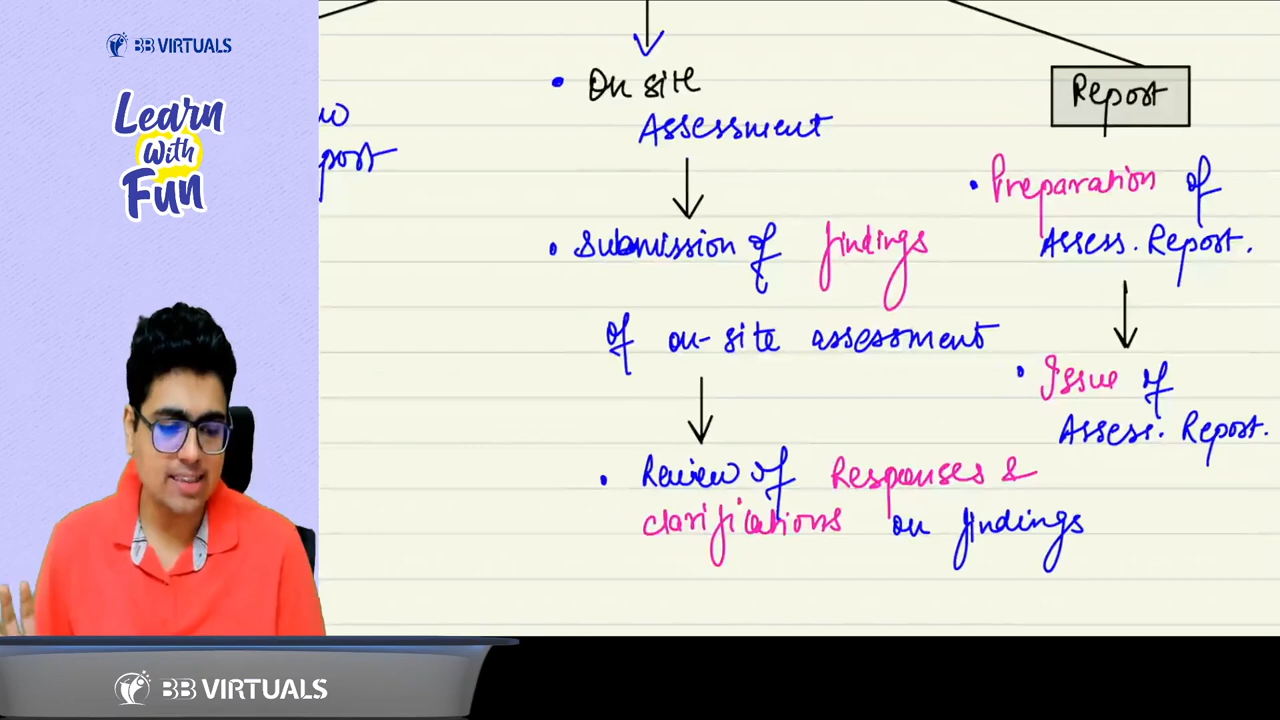 BB VIRTUALS
Learn
With
Fun
port
• On site
Assessment
• Submission of findings
of on-site assessment
• Review of Responses &
clarifications on findings
Report
• Preparation of
Assess. Report.
• Issue of
Assess. Report.
BB VIRTUALS